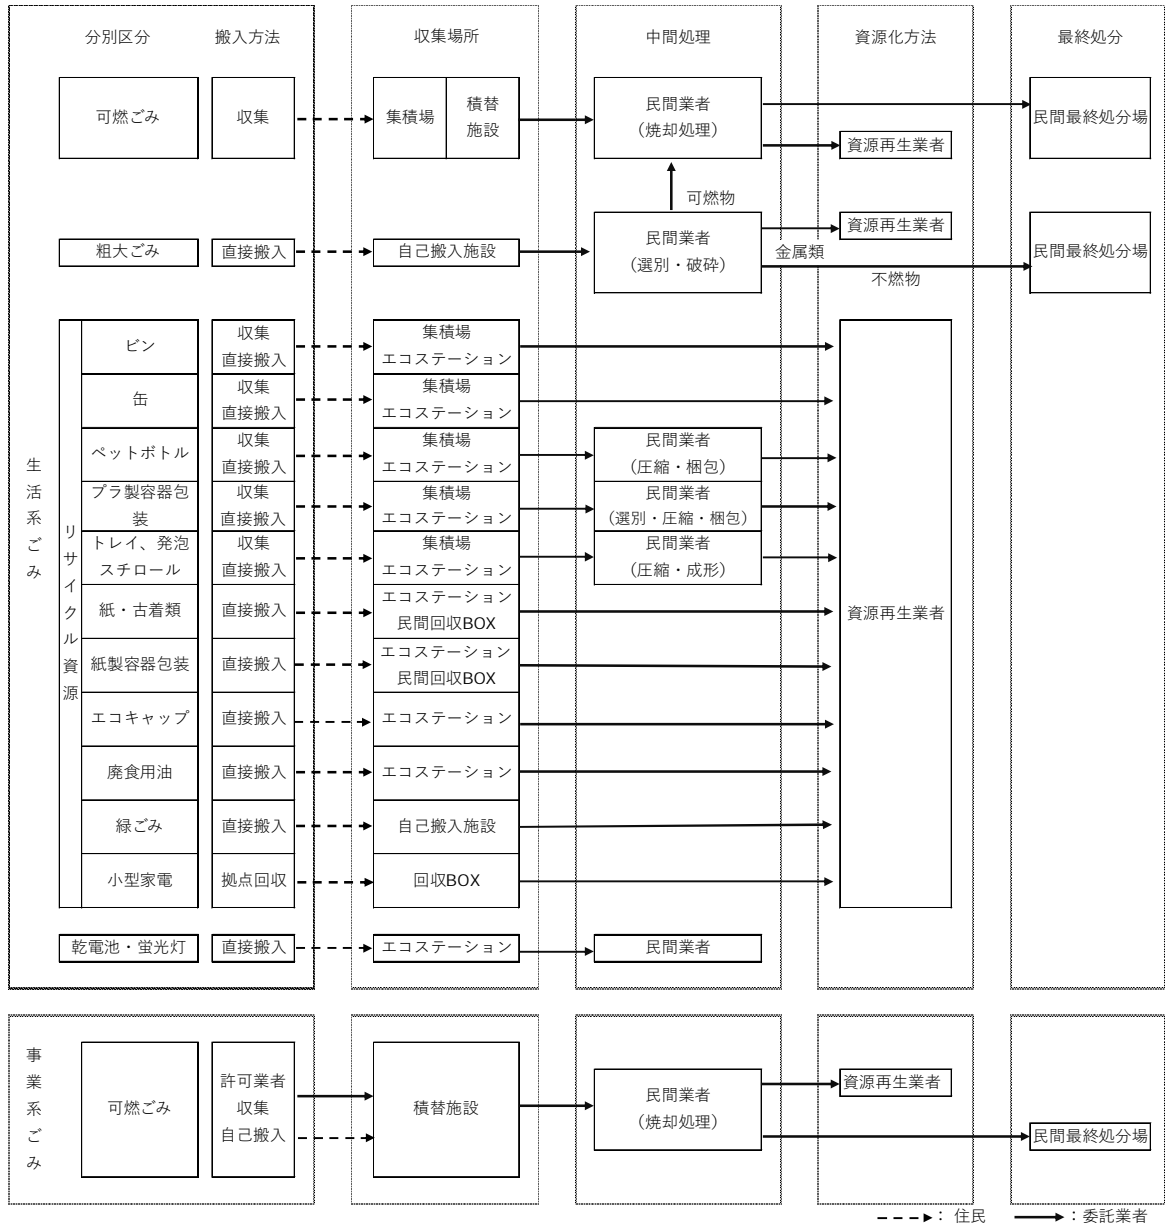 分別区分 搬入方法 収集場所 中間処理 資源化方法 最終処分
生活系ごみ
可燃ごみ 収集 集積場 積替
施設
民間業者
(焼却処理)
資源再生業者
民間最終処分場
可燃物
粗大ごみ 直接搬入 自己搬入施設
民間業者
(選別・破砕)
資源再生業者
金属類
不燃物
民間最終処分場
リサイクル資源
ビン
収集
直接搬入
集積場
エコステーション
缶
収集
直接搬入
集積場
エコステーション
ペットボトル
収集
直接搬入
集積場
エコステーション
民間業者
(圧縮・梱包)
プラ製容器包
装
収集
直接搬入
集積場
エコステーション
民間業者
(選別・圧縮・梱包)
トレイ、発泡
スチロール
収集
直接搬入
集積場
エコステーション
民間業者
(圧縮・成形)
紙・古着類 直接搬入
エコステーション
民間回収BOX
資源再生業者
紙製容器包装 直接搬入
エコステーション
民間回収BOX
エコキャップ 直接搬入 エコステーション
廃食用油 直接搬入 エコステーション
緑ごみ 直接搬入 自己搬入施設
小型家電 拠点回収 回収BOX
乾電池・蛍光灯 直接搬入 エコステーション 民間業者
事業系ごみ
可燃ごみ
許可業者
収集
自己搬入
積替施設
民間業者
(焼却処理)
資源再生業者
民間最終処分場
：住民 ：委託業者